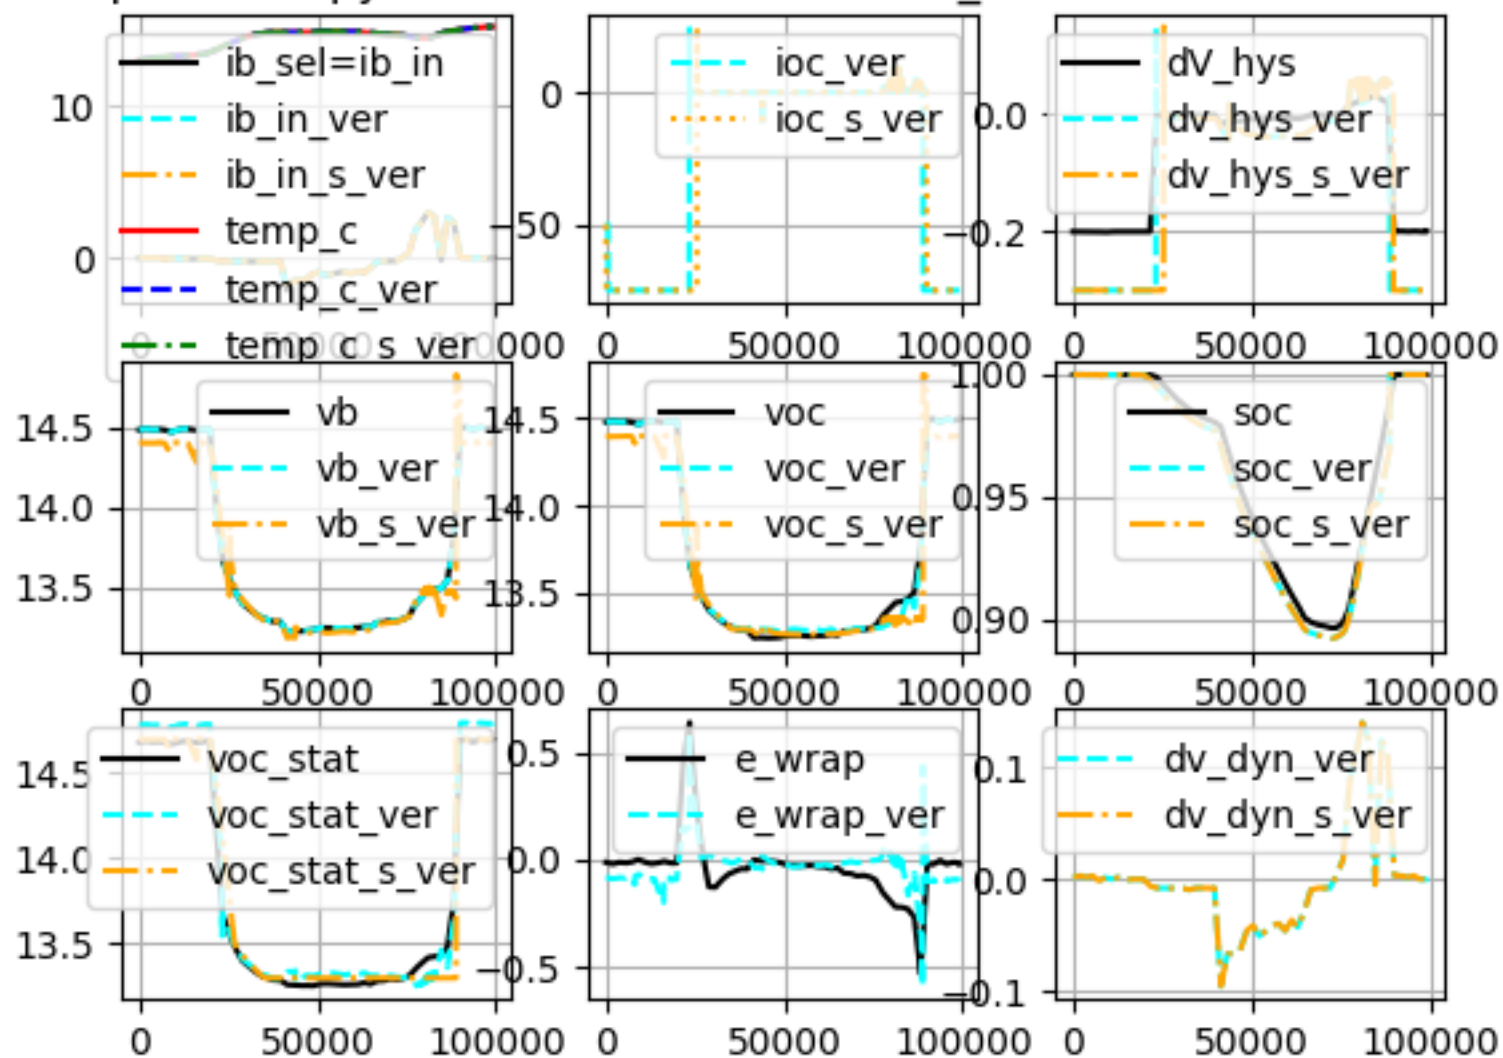 ib_sel=ib_in
ib_in_ver
ib_in_s_ver
temp_c
temp_c_ver
temp_c_s_ver
10
0
0 50000 100000
ioc_ver
ioc_s_ver
0
−50
0 50000 100000
dV_hys
dv_hys_ver
dv_hys_s_ver
0.0
−0.2
0 50000 100000
vb
vb_ver
vb_s_ver
14.5
14.0
13.5
0 50000 100000
voc
voc_ver
voc_s_ver
14.5
14.0
13.5
0 50000 100000
soc
soc_ver
soc_s_ver
1.00
0.95
0.90
0 50000 100000
voc_stat
voc_stat_ver
voc_stat_s_ver
14.5
14.0
13.5
0 50000 100000
e_wrap
e_wrap_ver
0.5
0.0
−0.5
0 50000 100000
dv_dyn_ver
dv_dyn_s_ver
0.1
0.0
−0.1
0 50000 100000